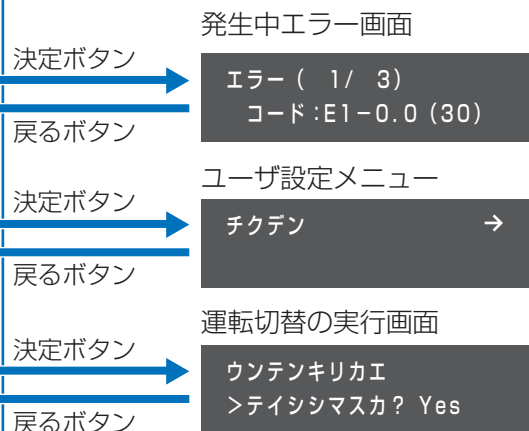 発生中エラー画面
決定ボタン
エラー ( 1/ 3)
コード:E1-0.0 (30)
戻るボタン
ユーザ設定メニュー
決定ボタン
チクデン →
戻るボタン
運転切替の実行画面
決定ボタン
ウンテンキリカエ
>テイシシマスカ? Yes
戻るボタン